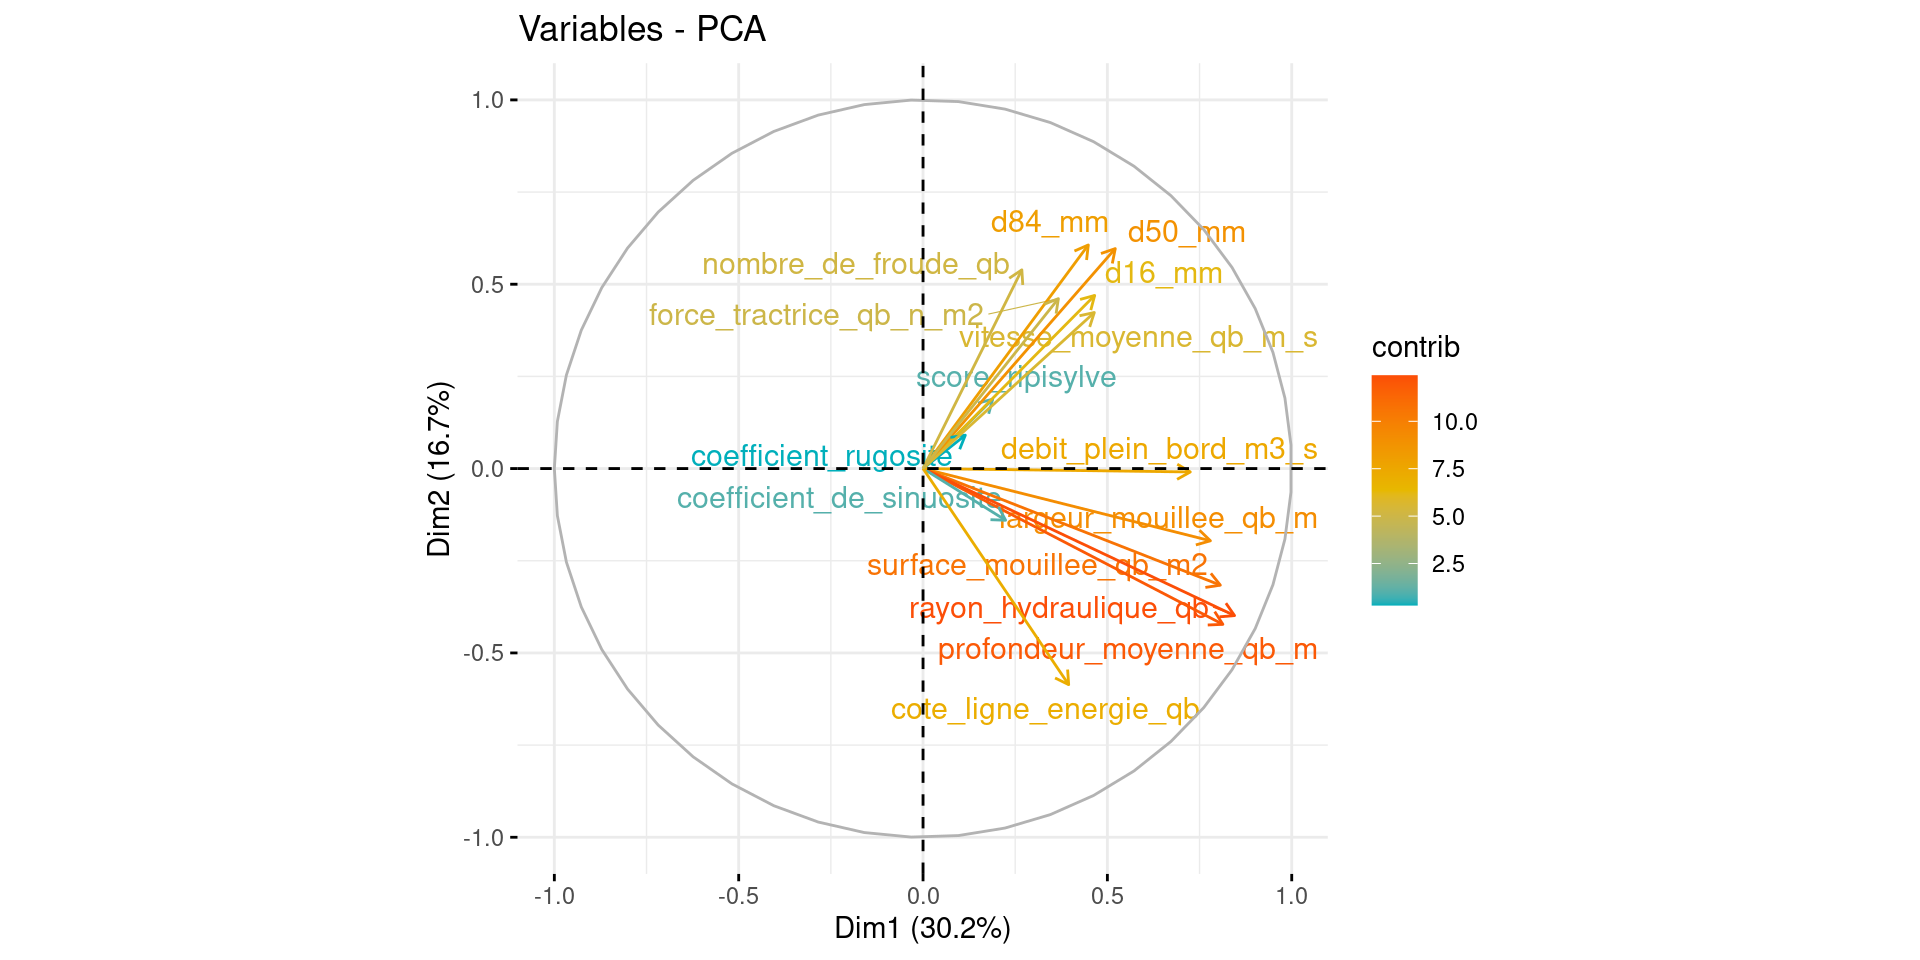 Variables - PCA
1.0
0.5
0.0
-0.5
-1.0
Dim2 (16.7%)
d84_mm
d50_mm
nombre_de_froude_qb
d16_mm
force_tractrice_qb_n_m2
vitesse_moyenne_qb_m_s
score_ripisylve
debit_plein_bord_m3_s
coefficient_rugosite
coefficient_de_sinuosite
largeur_mouillee_qb_m
surface_mouillee_qb_m2
rayon_hydraulique_qb
profondeur_moyenne_qb_m
cote_ligne_energie_qb
-1.0
-0.5
0.0
0.5
1.0
Dim1 (30.2%)
contrib
10.0
7.5
5.0
2.5